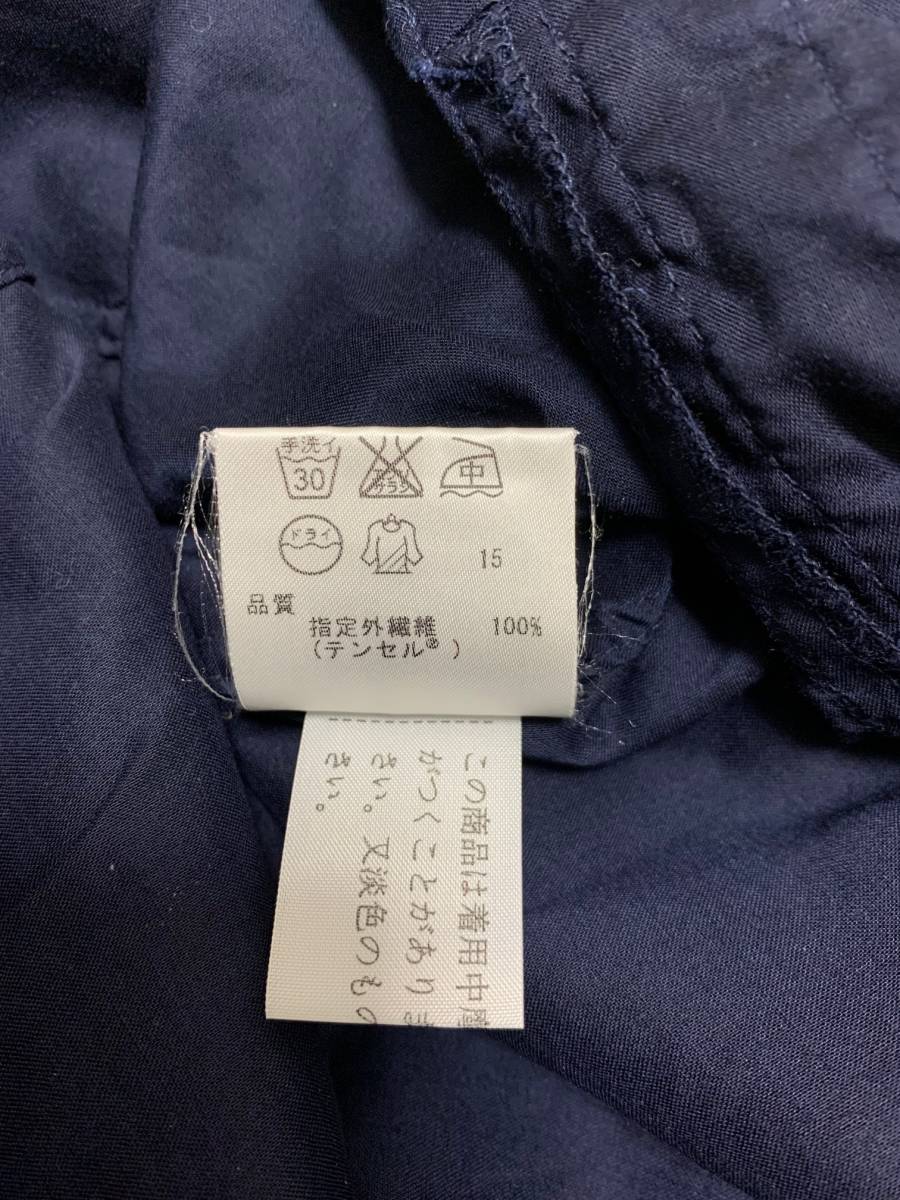 手洗イ
30
エンソ
サラシ
中
ドライ
15
品質
指定外繊維 100%
(テンセル®)
この商品は着用中
がつくことがあり
さい。又淡色のもの
さい。